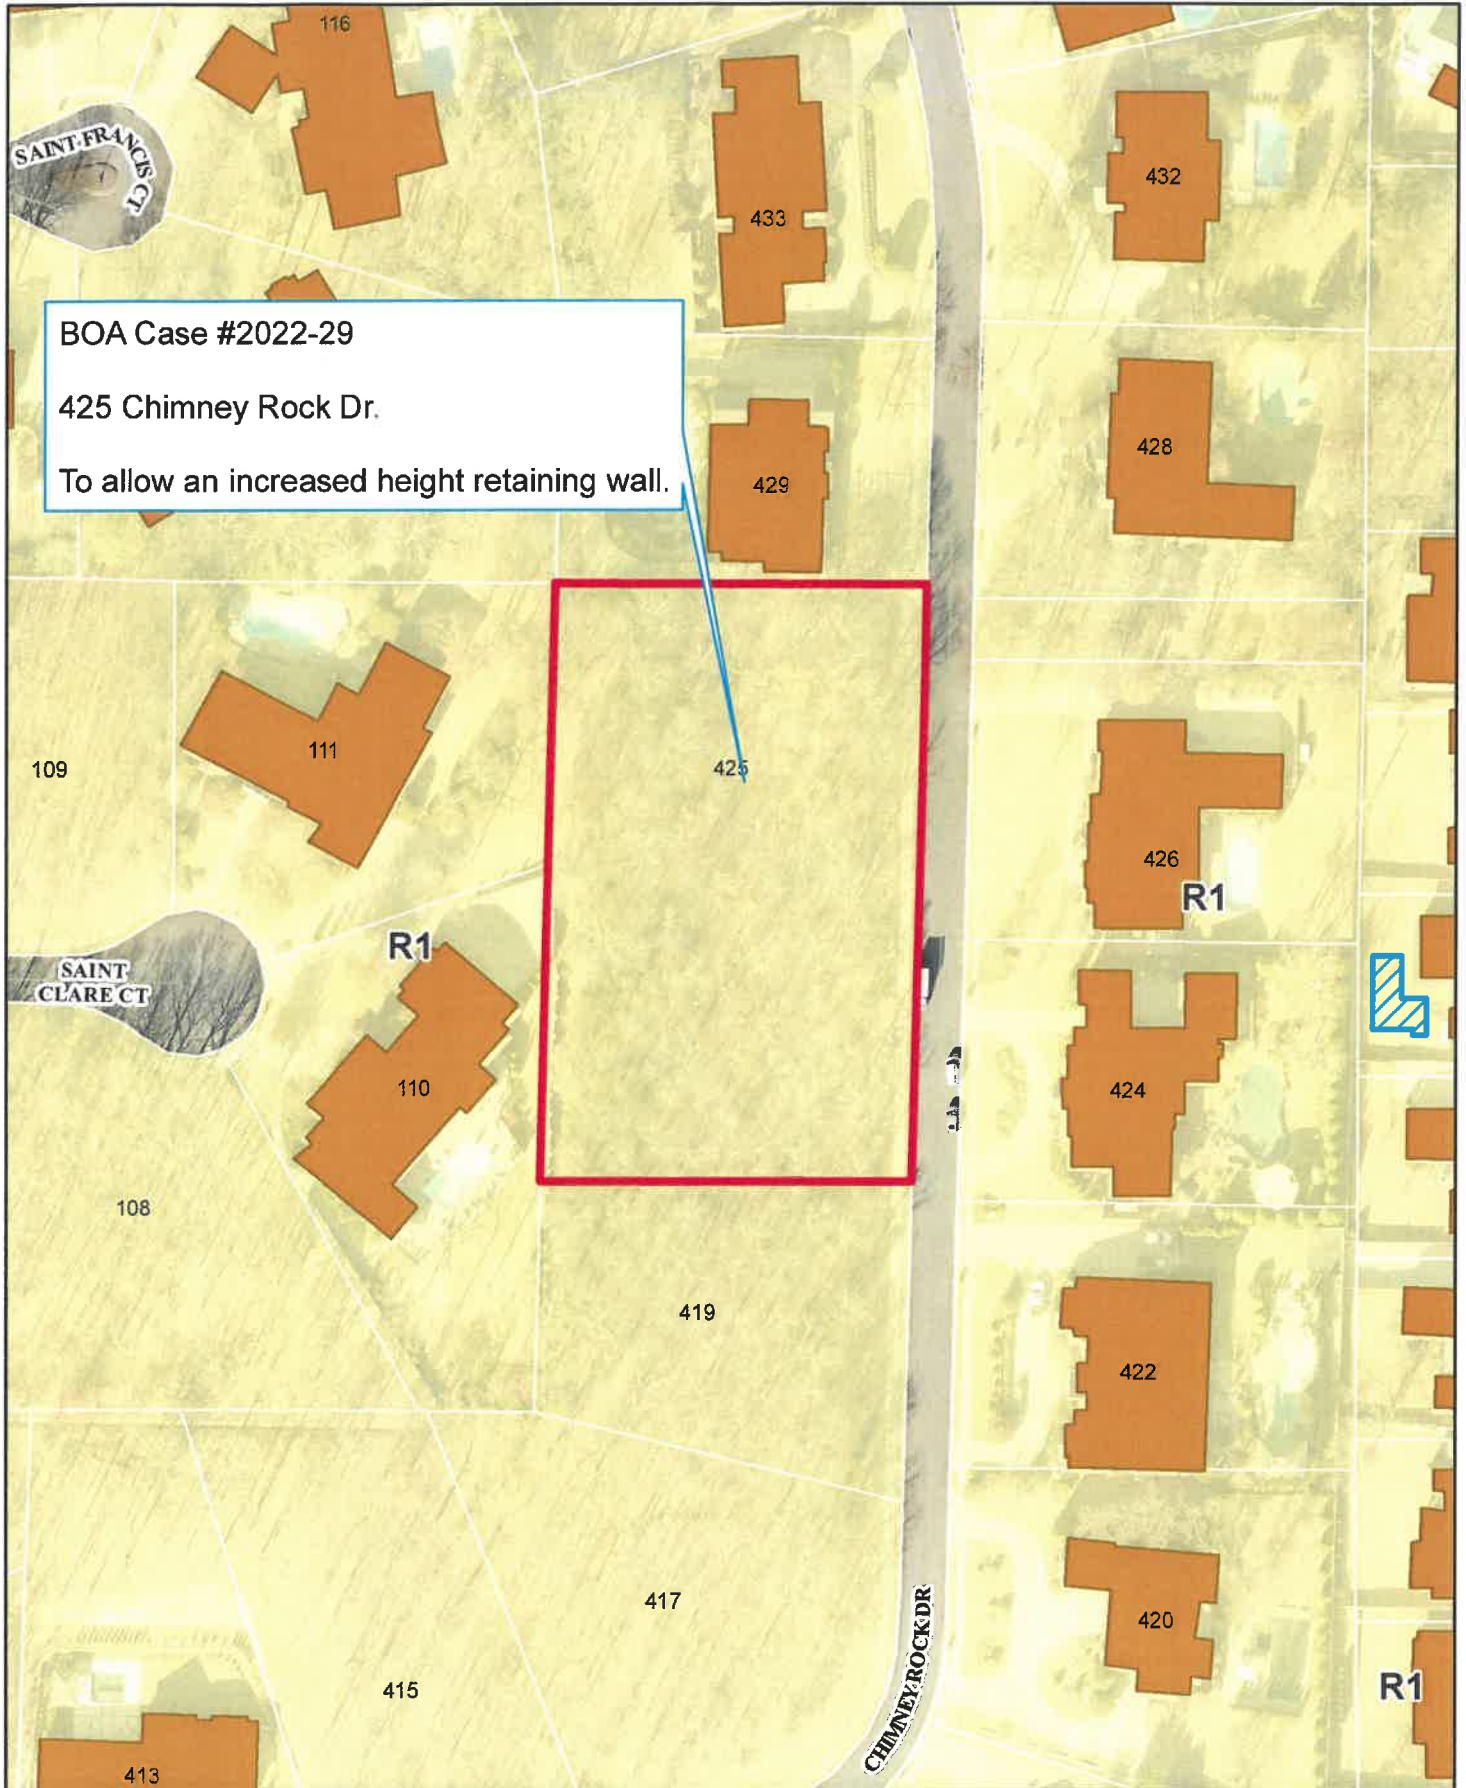 116
SAINT FRANCIS CT
433
432
BOA Case #2022-29
425 Chimney Rock Dr.
To allow an increased height retaining wall.
428
429
111
109
425
426
R1
R1
SAINT
CLARE CT
110
424
108
419
422
417
420
CHIMNEY ROCK DR
415
R1
413